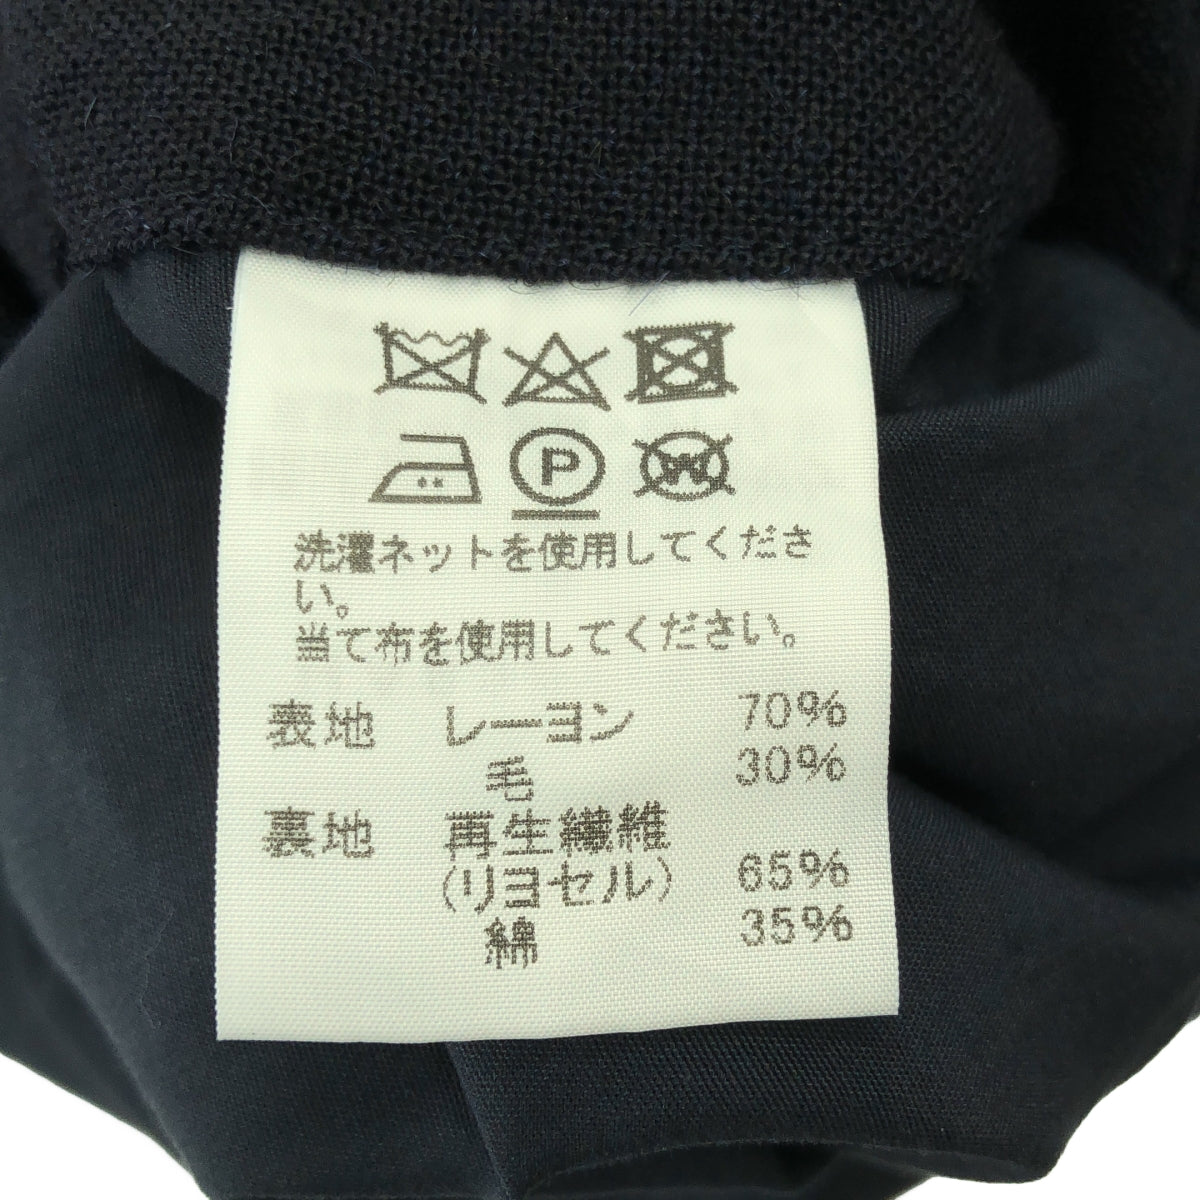 P W
洗濯ネットを使用してくださ
い。
当て布を使用してください。
表地 レーヨン 70%
毛 30%
裏地 再生繊維
(リヨセル) 65%
綿 35%